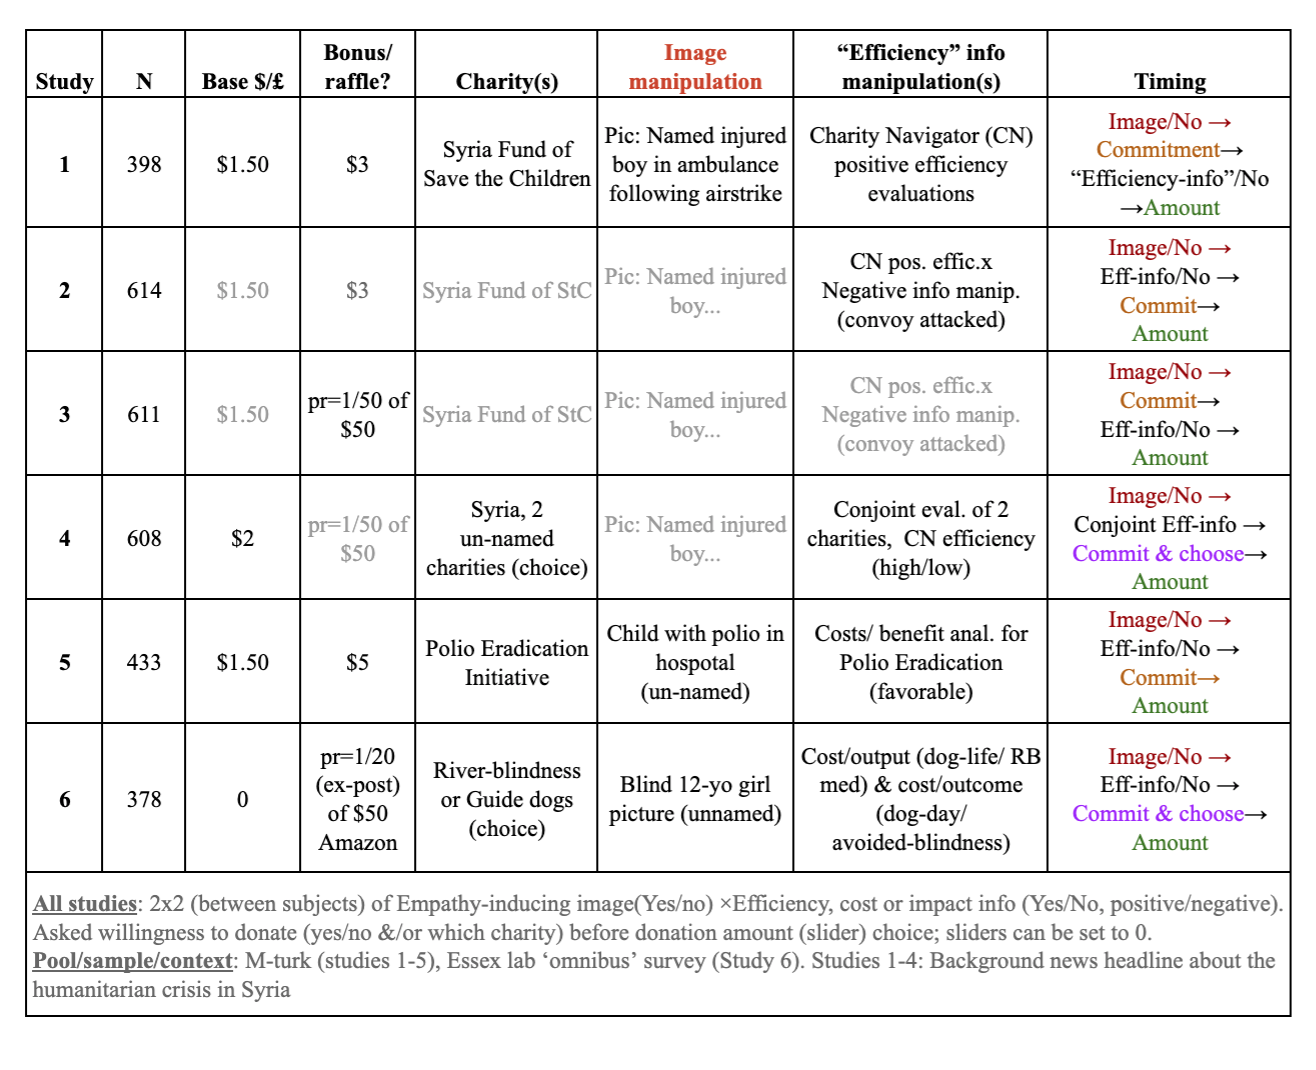 Study N Base $/£ Bonus/ raffle? Charity(s) Image manipulation “Efficiency” info manipulation(s) Timing
1
398
$1.50
$3
Syria Fund of
Save the Children
Pic: Named injured
boy in ambulance
following airstrike
Charity Navigator (CN)
positive efficiency
evaluations
Image/No →
Commitment→
“Efficiency-info”/No
→Amount
2
614
$1.50
$3
Syria Fund of StC
Pic: Named injured
boy...
CN pos. effic.x
Negative info manip.
(convoy attacked)
Image/No →
Eff-info/No →
Commit→
Amount
3
611
$1.50
pr=1/50 of
$50
Syria Fund of StC
Pic: Named injured
boy...
CN pos. effic.x
Negative info manip.
(convoy attacked)
Image/No →
Commit→
Eff-info/No →
Amount
4
608
$2
pr=1/50 of
$50
Syria, 2
un-named
charities (choice)
Pic: Named injured
boy...
Conjoint eval. of 2
charities, CN efficiency
(high/low)
Image/No →
Conjoint Eff-info →
Commit & choose→
Amount
5
433
$1.50
$5
Polio Eradication
Initiative
Child with polio in
hospotal
(un-named)
Costs/ benefit anal. for
Polio Eradication
(favorable)
Image/No →
Eff-info/No →
Commit→
Amount
6
378
0
pr=1/20
(ex-post)
of $50
Amazon
River-blindness
or Guide dogs
(choice)
Blind 12-yo girl
picture (unnamed)
Cost/output (dog-life/ RB
med) & cost/outcome
(dog-day/
avoided-blindness)
Image/No →
Eff-info/No →
Commit & choose→
Amount
All studies: 2x2 (between subjects) of Empathy-inducing image(Yes/no) ×Efficiency, cost or impact info (Yes/No, positive/negative).
Asked willingness to donate (yes/no &/or which charity) before donation amount (slider) choice; sliders can be set to 0.
Pool/sample/context: M-turk (studies 1-5), Essex lab ‘omnibus’ survey (Study 6). Studies 1-4: Background news headline about the
humanitarian crisis in Syria